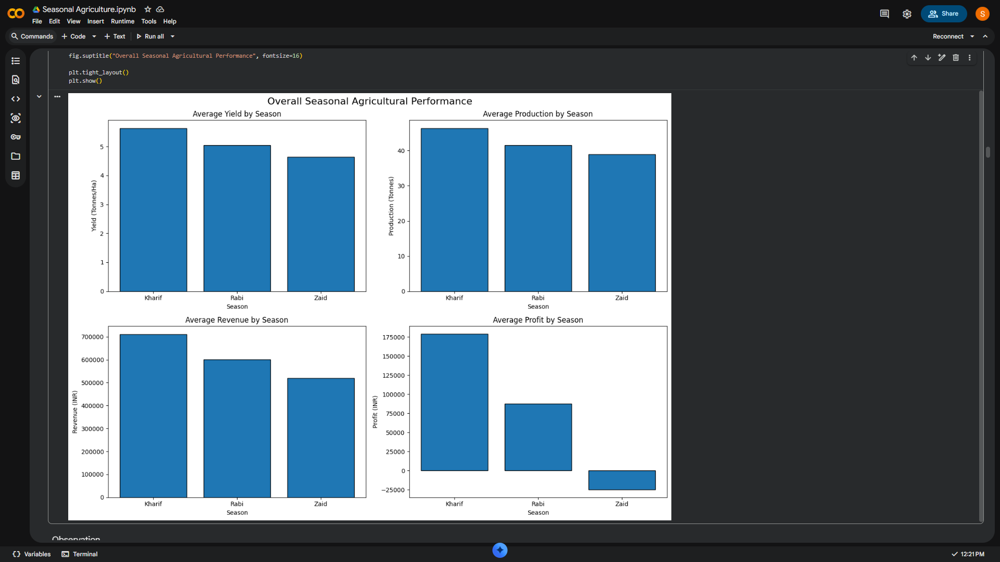 Seasonal Agriculture.ipynb
File Edit View Insert Runtime Tools Help
Share
S
Commands + Code + Text Run all
Reconnect
fig.suptitle("Overall Seasonal Agricultural Performance", fontsize=16)
plt.tight_layout()
plt.show()
Overall Seasonal Agricultural Performance
Average Yield by Season
Yield (Tonnes/Ha)
5
4
3
2
1
0
Kharif Rabi Zaid
Season
Average Production by Season
Production (Tonnes)
40
30
20
10
0
Kharif Rabi Zaid
Season
Average Revenue by Season
Revenue (INR)
700000
600000
500000
400000
300000
200000
100000
0
Kharif Rabi Zaid
Season
Average Profit by Season
Profit (INR)
175000
150000
125000
100000
75000
50000
25000
0
−25000
Kharif Rabi Zaid
Season
Observation
Variables Terminal
12:21 PM